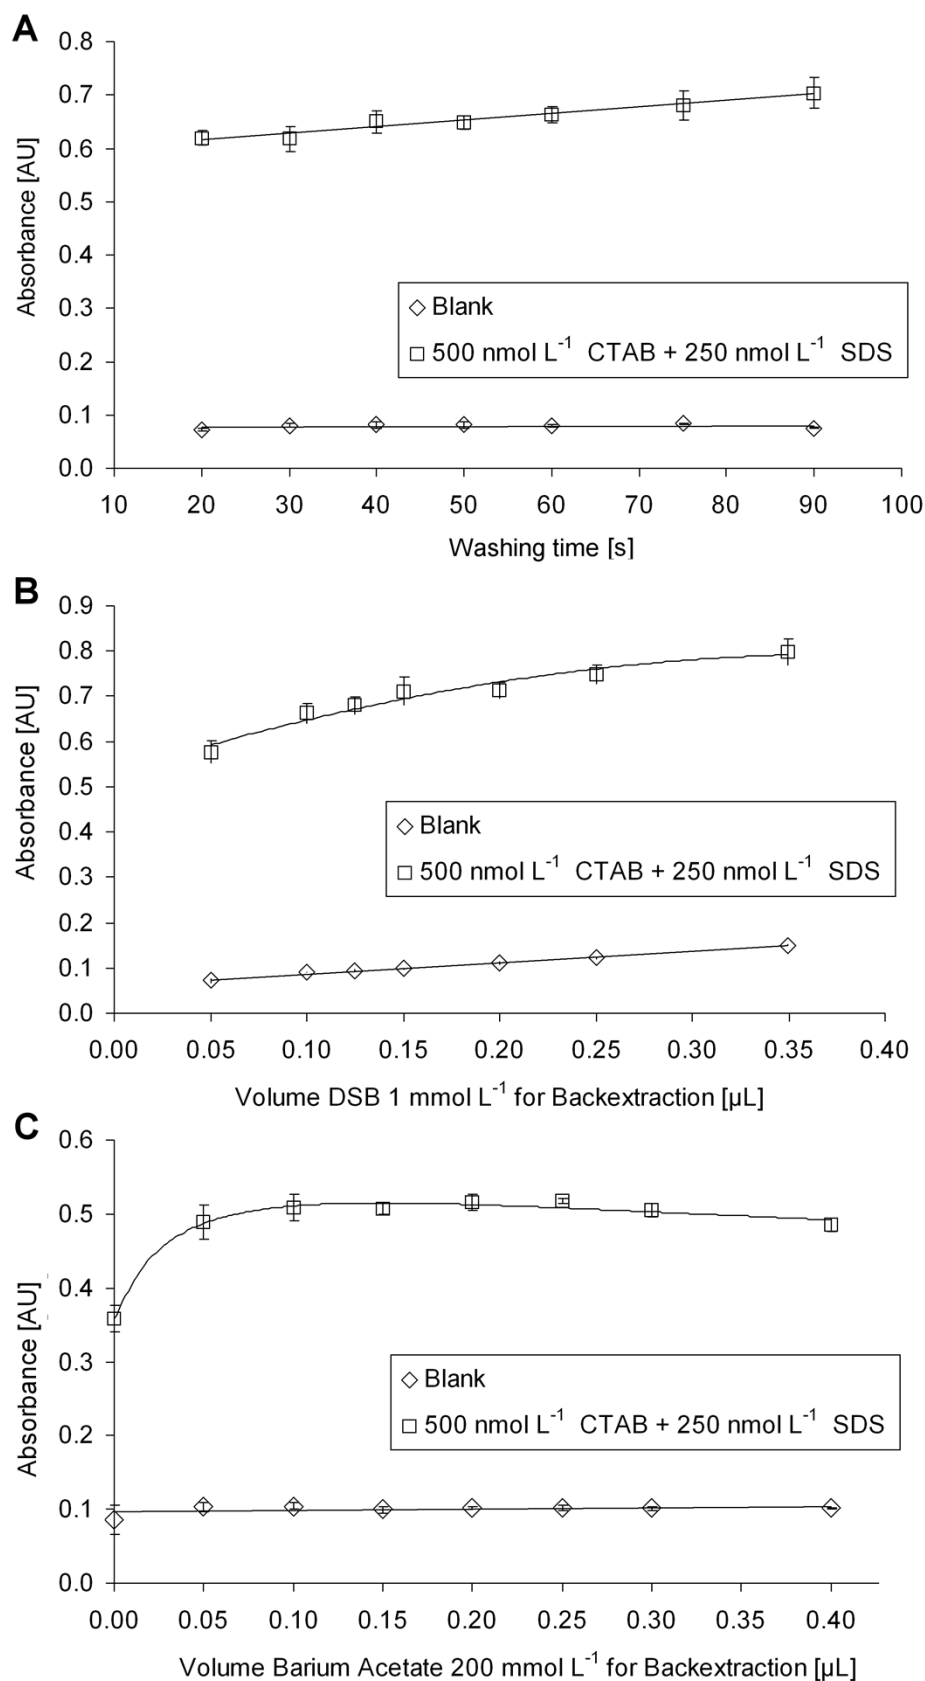 A
0.8
0.7
0.6
0.5
0.4
0.3
0.2
0.1
0.0
Absorbance [AU]
Blank
500 nmol L⁻¹ CTAB + 250 nmol L⁻¹ SDS
10 20 30 40 50 60 70 80 90 100
Washing time [s]
B
0.9
0.8
0.7
0.6
0.5
0.4
0.3
0.2
0.1
0.0
Absorbance [AU]
Blank
500 nmol L⁻¹ CTAB + 250 nmol L⁻¹ SDS
0.00 0.05 0.10 0.15 0.20 0.25 0.30 0.35 0.40
Volume DSB 1 mmol L⁻¹ for Backextraction [µL]
C
0.6
0.5
0.4
0.3
0.2
0.1
0.0
Absorbance [AU]
Blank
500 nmol L⁻¹ CTAB + 250 nmol L⁻¹ SDS
0.00 0.05 0.10 0.15 0.20 0.25 0.30 0.35 0.40
Volume Barium Acetate 200 mmol L⁻¹ for Backextraction [µL]